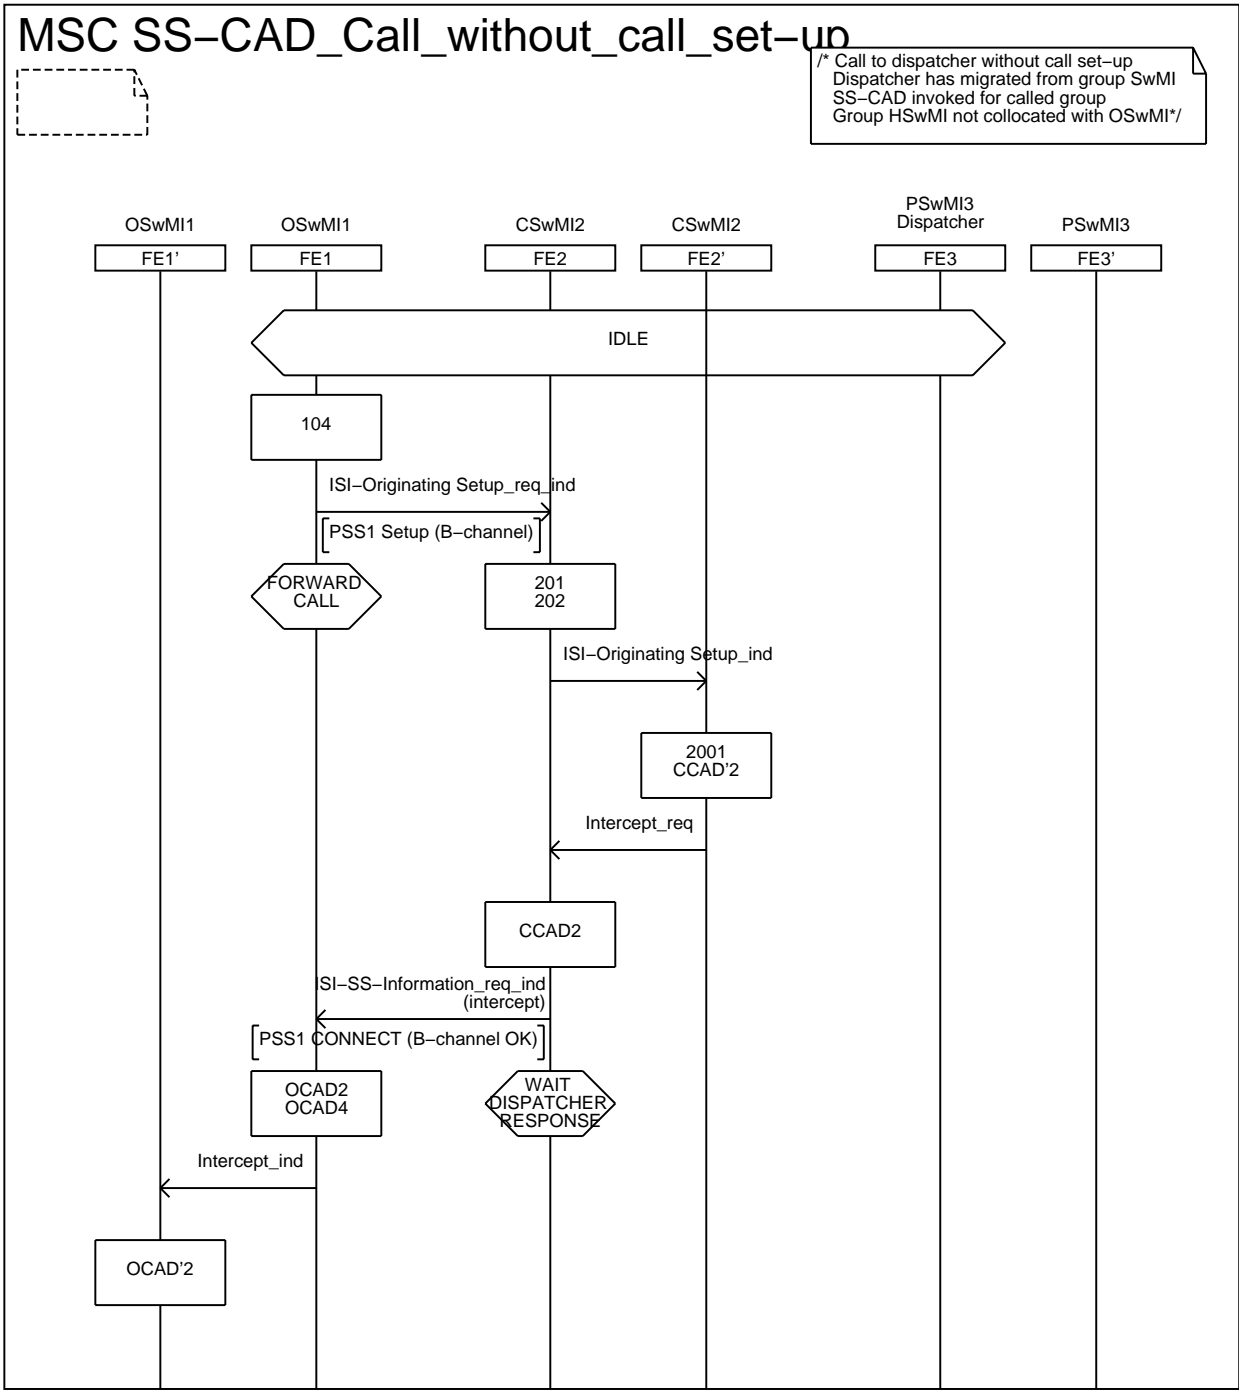 MSC SS−CAD_Call_without_call_set−up
/* Call to dispatcher without call set−up
Dispatcher has migrated from group SwMI
SS−CAD invoked for called group
Group HSwMI not collocated with OSwMI*/
OSwMI1
OSwMI1
CSwMI2
CSwMI2
PSwMI3
Dispatcher
PSwMI3
FE1'
FE1
FE2
FE2'
FE3
FE3'
IDLE
104
ISI−Originating Setup_req_ind
PSS1 Setup (B−channel)
FORWARD
CALL
201
202
ISI−Originating Setup_ind
2001
CCAD'2
Intercept_req
CCAD2
ISI−SS−Information_req_ind
(intercept)
PSS1 CONNECT (B−channel OK)
OCAD2
OCAD4
WAIT
DISPATCHER
RESPONSE
Intercept_ind
OCAD'2